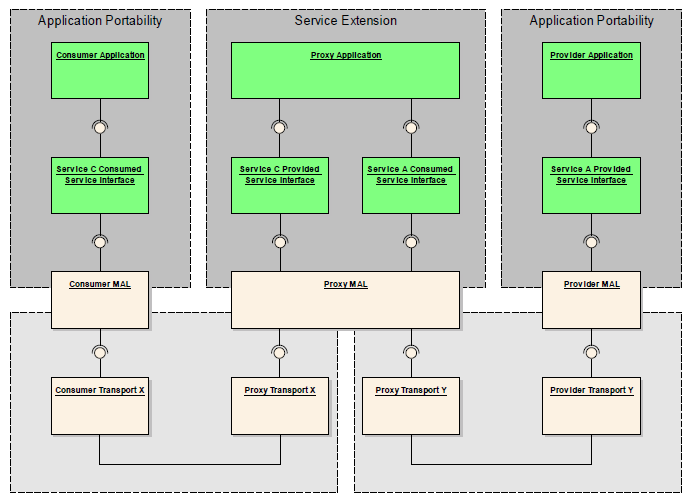 Application Portability
Service Extension
Application Portability
Consumer Application
Proxy Application
Provider Application
Service C Consumed
Service Interface
Service C Provided
Service Interface
Service A Consumed
Service Interface
Service A Provided
Service Interface
Consumer MAL
Proxy MAL
Provider MAL
Consumer Transport X
Proxy Transport X
Proxy Transport Y
Provider Transport Y